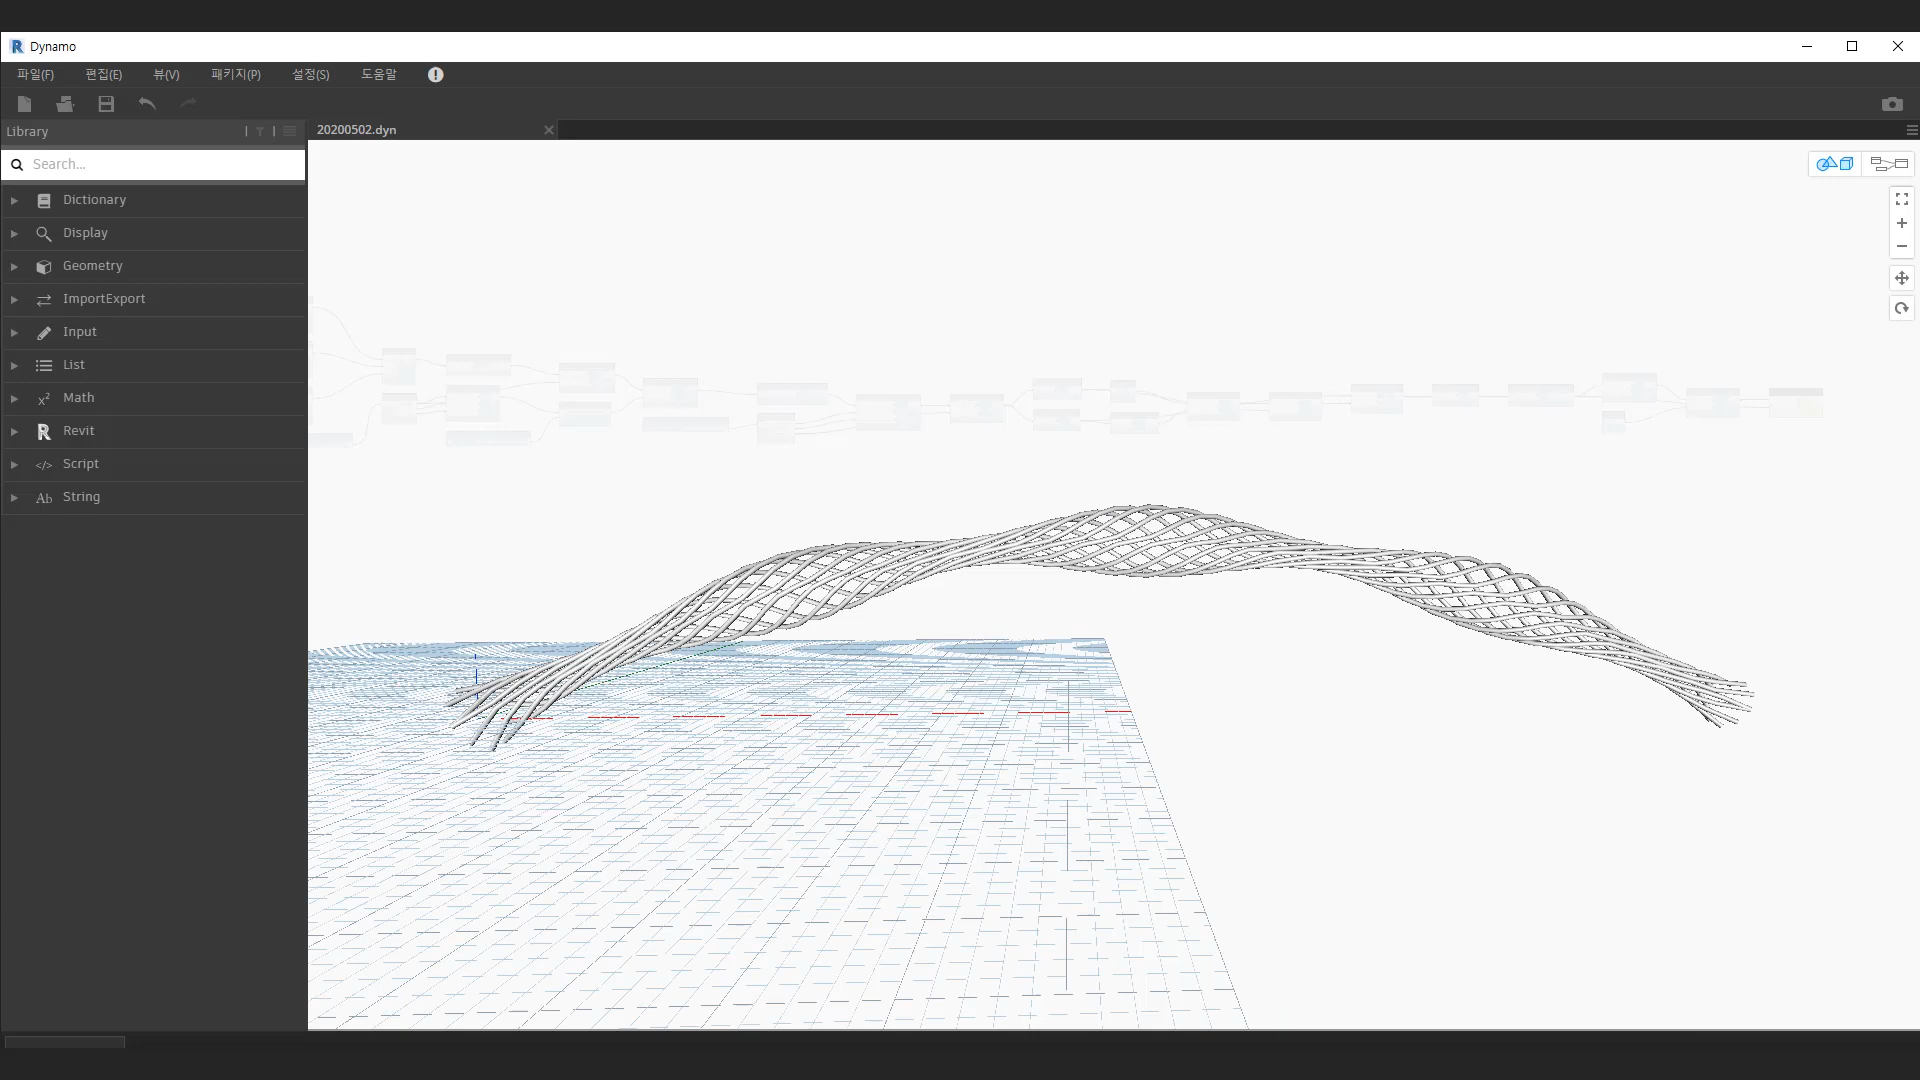 Dynamo
파일(F) 편집(E) 뷰(V) 패키지(P) 설정(S) 도움말
Library
20200502.dyn
Search...
Dictionary
Display
Geometry
ImportExport
Input
List
Math
Revit
Script
String